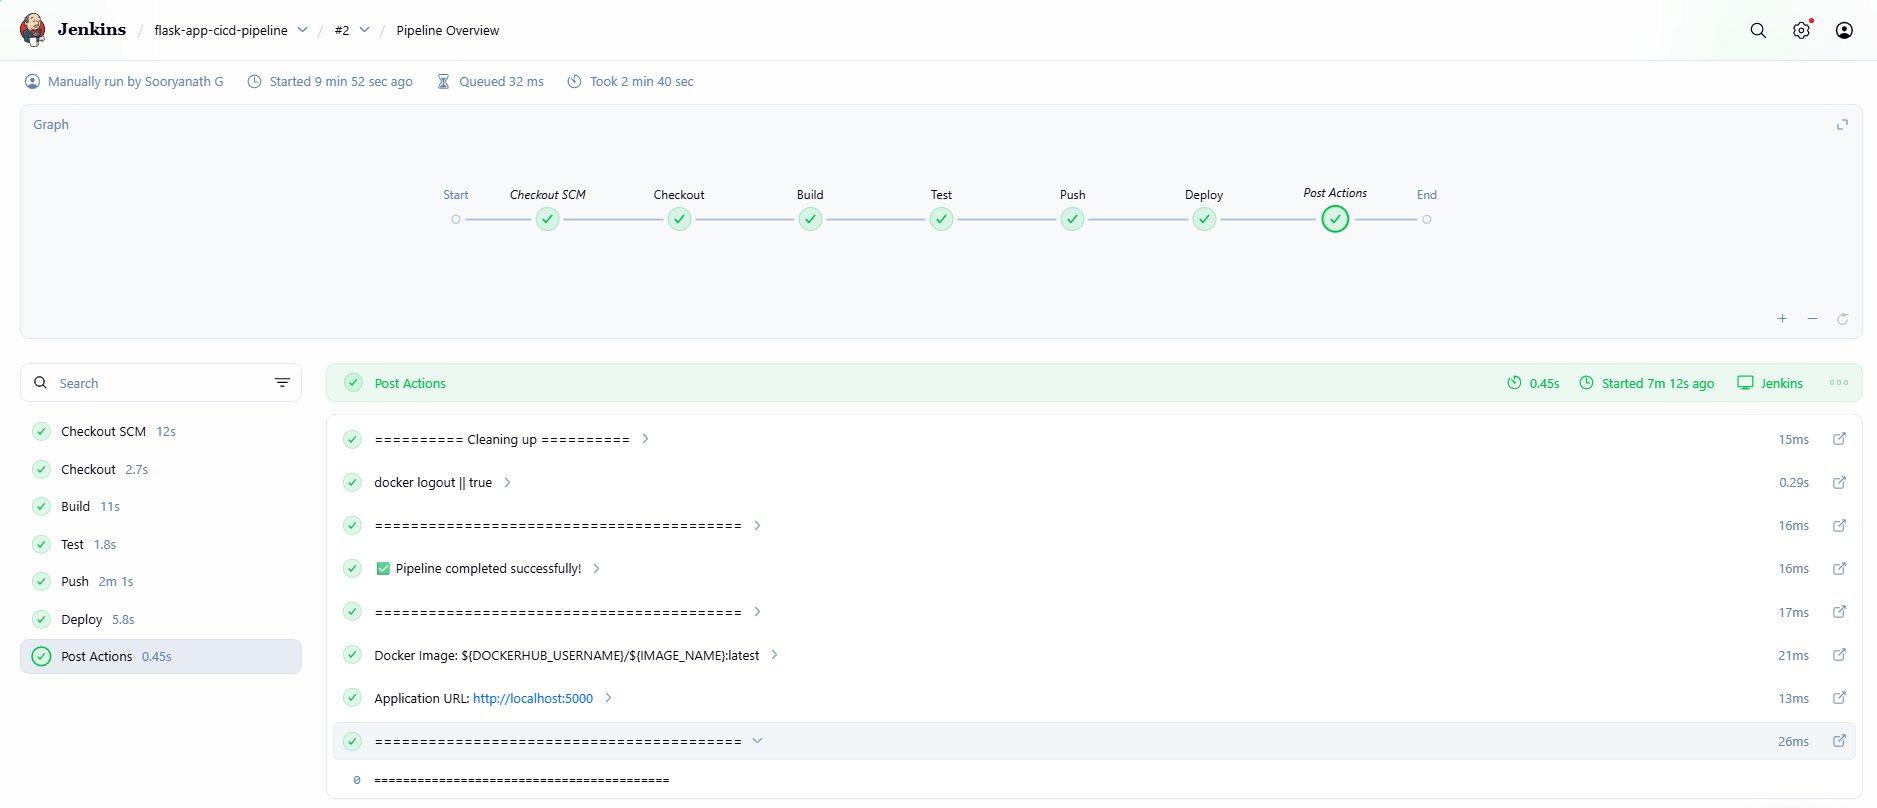 Jenkins / flask-app-cicd-pipeline / #2 / Pipeline Overview
Manually run by Sooryanath G Started 9 min 52 sec ago Queued 32 ms Took 2 min 40 sec
Graph
Start Checkout SCM Checkout Build Test Push Deploy Post Actions End
Search
Checkout SCM 12s
Checkout 2.7s
Build 11s
Test 1.8s
Push 2m 1s
Deploy 5.8s
Post Actions 0.45s
Post Actions 0.45s Started 7m 12s ago Jenkins
========== Cleaning up ========== 15ms
docker logout || true 0.29s
========================================= 16ms
✅ Pipeline completed successfully! 16ms
========================================= 17ms
Docker Image: ${DOCKERHUB_USERNAME}/${IMAGE_NAME}:latest 21ms
Application URL: http://localhost:5000 13ms
========================================= 26ms
0 =========================================